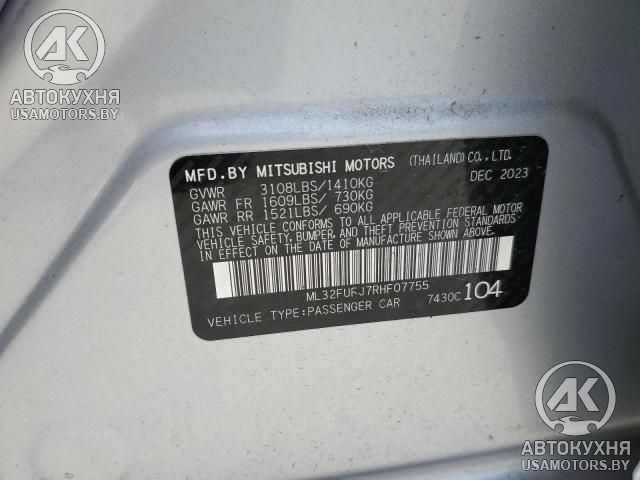 AK
АВТОКУХНЯ
USAMOTORS.BY
MFD.BY MITSUBISHI MOTORS (THAILAND)CO.,LTD.
GVWR 3108LBS/1410KG DEC 2023
GAWR FR 1609LBS/ 730KG
GAWR RR 1521LBS/ 690KG
THIS VEHICLE CONFORMS TO ALL APPLICABLE FEDERAL MOTOR
VEHICLE SAFETY, BUMPER, AND THEFT PREVENTION STANDARDS
IN EFFECT ON THE DATE OF MANUFACTURE SHOWN ABOVE.
ML32FUFJ7RHF07755
VEHICLE TYPE:PASSENGER CAR 7430C 104
AK
АВТОКУХНЯ
USAMOTORS.BY